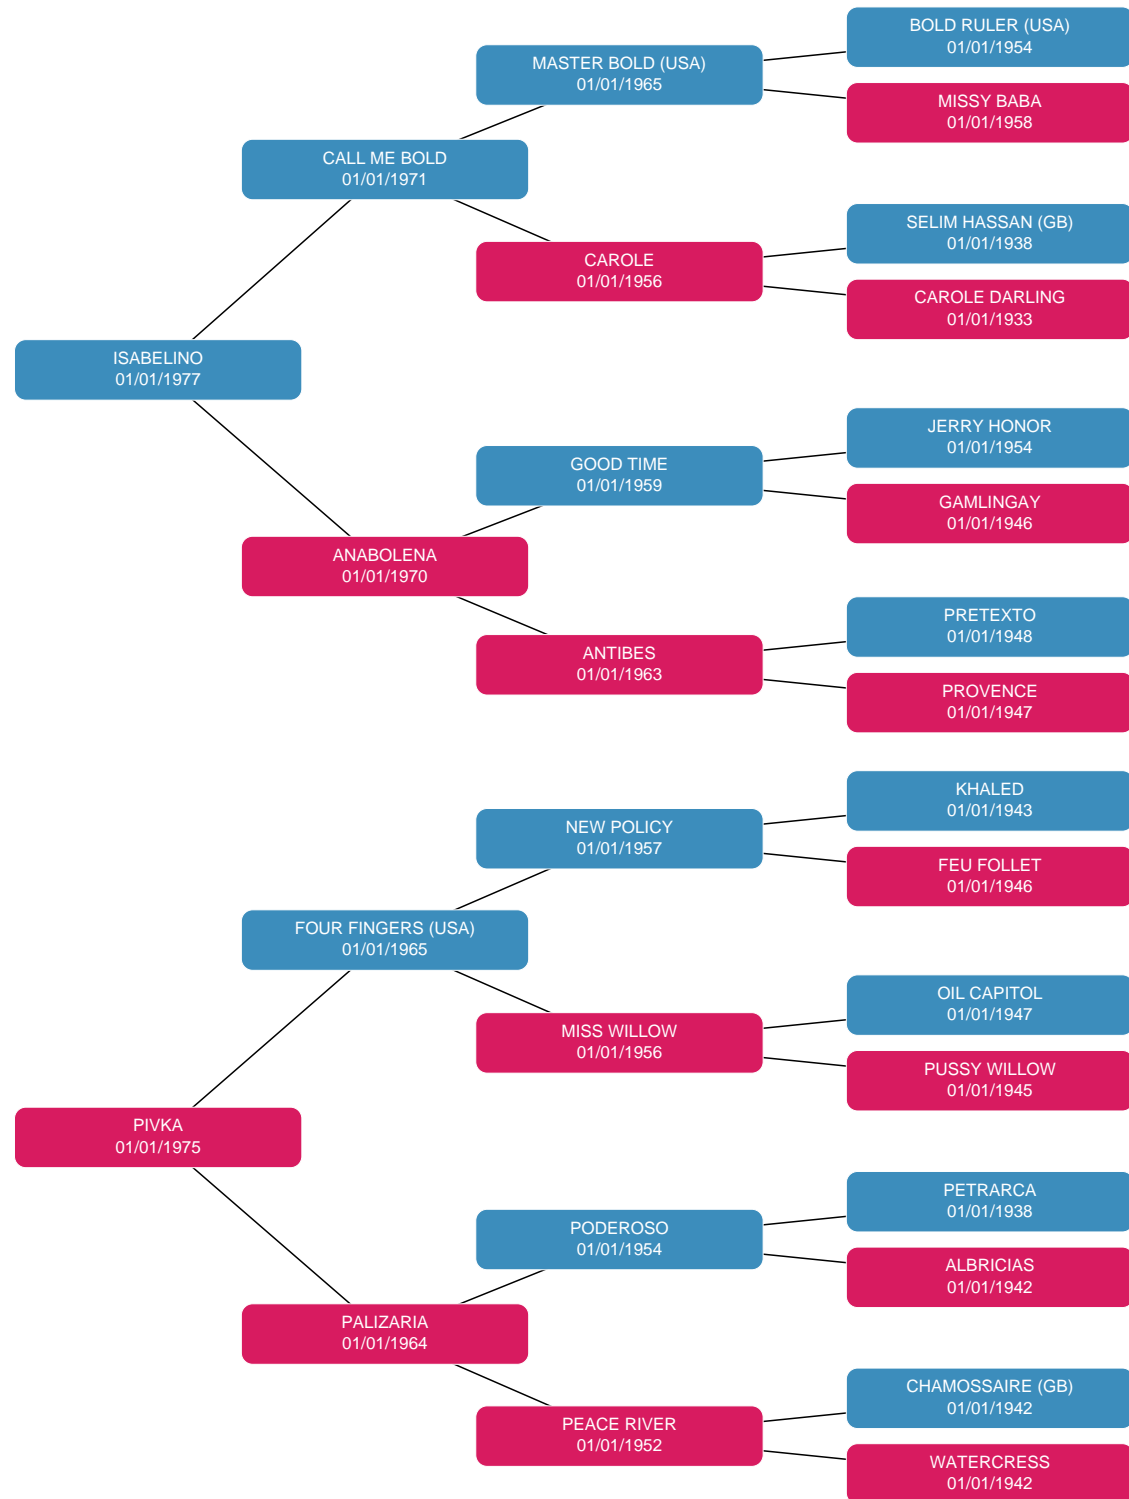 BOLD RULER (USA)
01/01/1954
MASTER BOLD (USA)
01/01/1965
MISSY BABA
01/01/1958
CALL ME BOLD
01/01/1971
SELIM HASSAN (GB)
01/01/1938
CAROLE
01/01/1956
CAROLE DARLING
01/01/1933
ISABELINO
01/01/1977
JERRY HONOR
01/01/1954
GOOD TIME
01/01/1959
GAMLINGAY
01/01/1946
ANABOLENA
01/01/1970
PRETEXTO
01/01/1948
ANTIBES
01/01/1963
PROVENCE
01/01/1947
KHALED
01/01/1943
NEW POLICY
01/01/1957
FEU FOLLET
01/01/1946
FOUR FINGERS (USA)
01/01/1965
OIL CAPITOL
01/01/1947
MISS WILLOW
01/01/1956
PUSSY WILLOW
01/01/1945
PIVKA
01/01/1975
PETRARCA
01/01/1938
PODEROSO
01/01/1954
ALBRICIAS
01/01/1942
PALIZARIA
01/01/1964
CHAMOSSAIRE (GB)
01/01/1942
PEACE RIVER
01/01/1952
WATERCRESS
01/01/1942